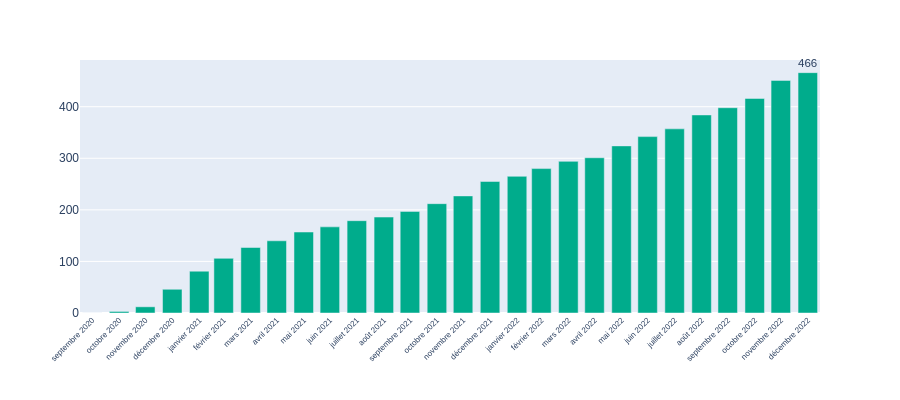 466
400
300
200
100
0
septembre 2020
octobre 2020
novembre 2020
décembre 2020
janvier 2021
février 2021
mars 2021
avril 2021
mai 2021
juin 2021
juillet 2021
août 2021
septembre 2021
octobre 2021
novembre 2021
décembre 2021
janvier 2022
février 2022
mars 2022
avril 2022
mai 2022
juin 2022
juillet 2022
août 2022
septembre 2022
octobre 2022
novembre 2022
décembre 2022